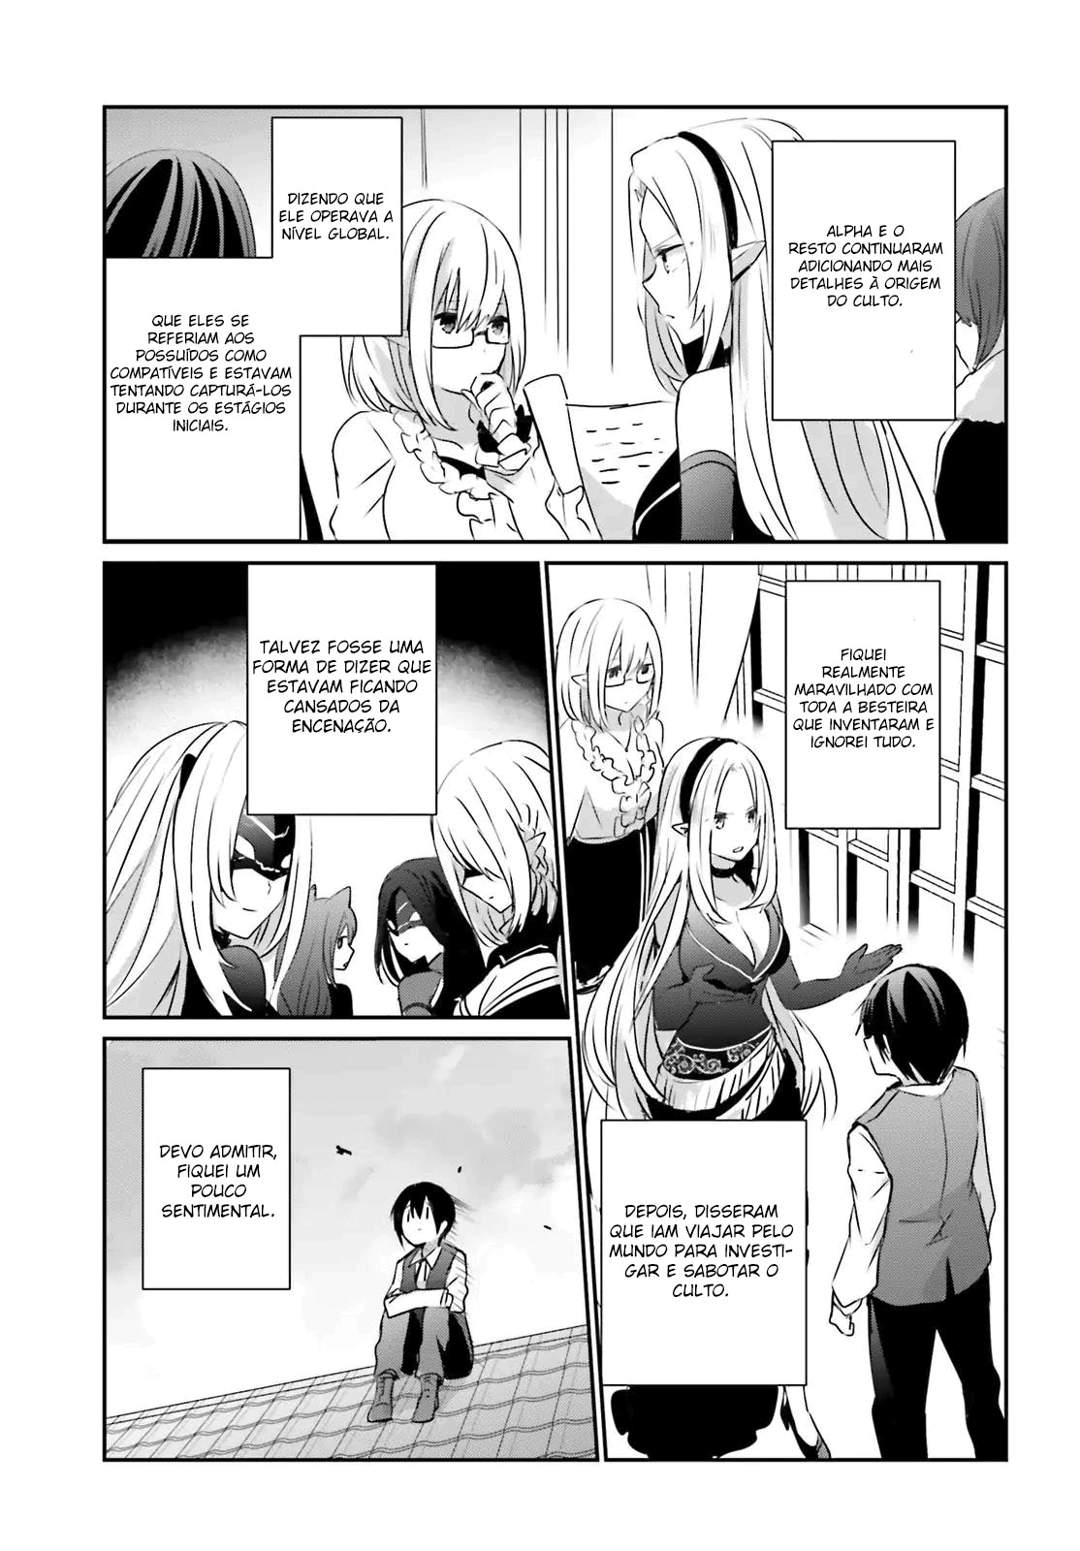 ALPHA E O
RESTO CONTINUARAM
ADICIONANDO MAIS
DETALHES À ORIGEM
DO CULTO.
DIZENDO QUE
ELE OPERAVA A
NÍVEL GLOBAL.
QUE ELES SE
REFERIAM AOS
POSSUÍDOS COMO
COMPATÍVEIS E ESTAVAM
TENTANDO CAPTURÁ-LOS
DURANTE OS ESTÁGIOS
INICIAIS.
FIQUEI
REALMENTE
MARAVILHADO COM
TODA A BESTEIRA
QUE INVENTARAM E
IGNOREI TUDO.
DEPOIS, DISSERAM
QUE IAM VIAJAR PELO
MUNDO PARA INVESTI-
GAR E SABOTAR O
CULTO.
TALVEZ FOSSE UMA
FORMA DE DIZER QUE
ESTAVAM FICANDO
CANSADOS DA
ENCENAÇÃO.
DEVO ADMITIR,
FIQUEI UM
POUCO
SENTIMENTAL.